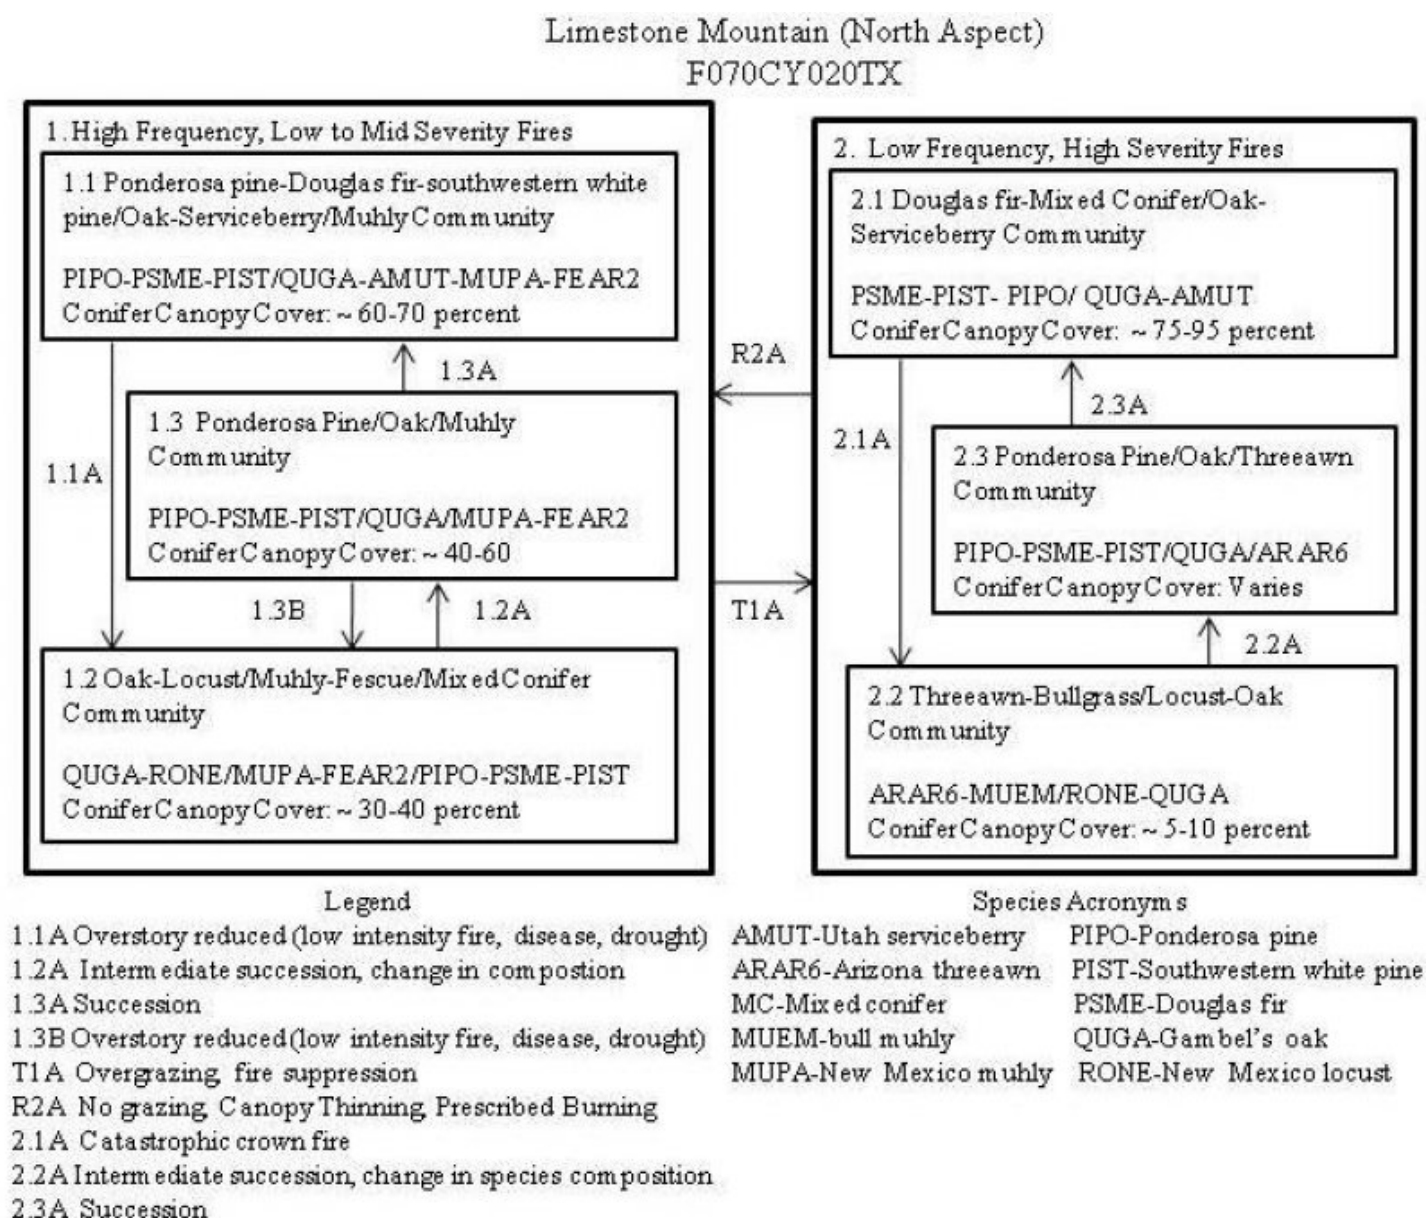 Limestone Mountain (North Aspect)
F070CY020TX
1. High Frequency, Low to Mid Severity Fires
1.1 Ponderosa pine-Douglas fir-southwestern white
pine/Oak-Serviceberry/Muhly Community
PIPO-PSME-PIST/QUGA-AMUT-MUPA-FEAR2
Conifer Canopy Cover: ~ 60-70 percent
1.3A
1.1A
1.3 Ponderosa Pine/Oak/Muhly
Community
PIPO-PSME-PIST/QUGA/MUPA-FEAR2
Conifer Canopy Cover: ~ 40-60
1.3B
1.2A
1.2 Oak-Locust/Muhly-Fescue/Mixed Conifer
Community
QUGA-RONE/MUPA-FEAR2/PIPO-PSME-PIST
Conifer Canopy Cover: ~ 30-40 percent
R2A
T1A
2. Low Frequency, High Severity Fires
2.1 Douglas fir-Mixed Conifer/Oak-
Serviceberry Community
PSME-PIST- PIPO/ QUGA-AMUT
Conifer Canopy Cover: ~ 75-95 percent
2.3A
2.1A
2.3 Ponderosa Pine/Oak/Threeawn
Community
PIPO-PSME-PIST/QUGA/ARAR6
Conifer Canopy Cover: Varies
2.2A
2.2 Threeawn-Bullgrass/Locust-Oak
Community
ARAR6-MUEM/RONE-QUGA
Conifer Canopy Cover: ~ 5-10 percent
Legend
1.1A Overstory reduced (low intensity fire, disease, drought)
1.2A Intermediate succession, change in compostion
1.3A Succession
1.3B Overstory reduced (low intensity fire, disease, drought)
T1A Overgrazing, fire suppression
R2A No grazing, Canopy Thinning, Prescribed Burning
2.1A Catastrophic crown fire
2.2A Intermediate succession, change in species composition
2.3A Succession
Species Acronyms
AMUT-Utah serviceberry
ARAR6-Arizona threeawn
MC-Mixed conifer
MUEM-bull muhly
MUPA-New Mexico muhly
PIPO-Ponderosa pine
PIST-Southwestern white pine
PSME-Douglas fir
QUGA-Gambel's oak
RONE-New Mexico locust